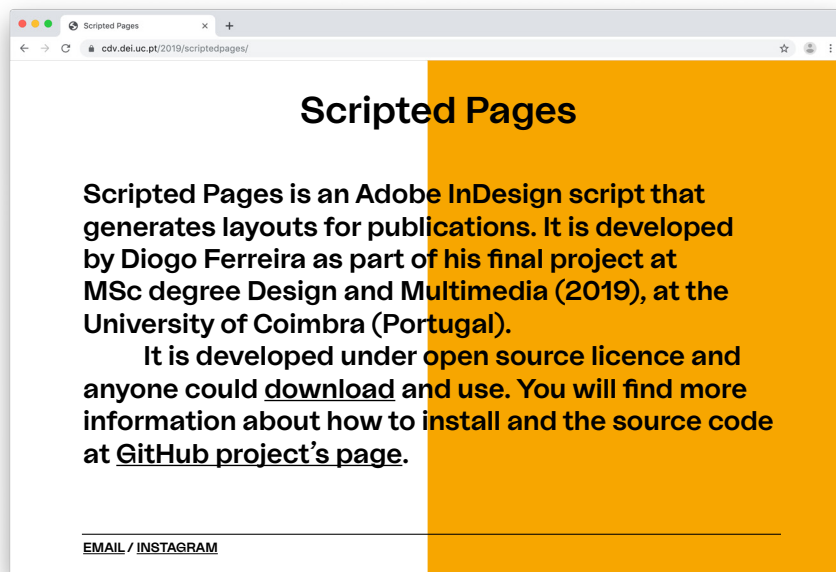 Scripted Pages
cdv.dei.uc.pt/2019/scriptedpages/
Scripted Pages
Scripted Pages is an Adobe InDesign script that
generates layouts for publications. It is developed
by Diogo Ferreira as part of his final project at
MSc degree Design and Multimedia (2019), at the
University of Coimbra (Portugal).
It is developed under open source licence and
anyone could download and use. You will find more
information about how to install and the source code
at GitHub project’s page.
EMAIL / INSTAGRAM